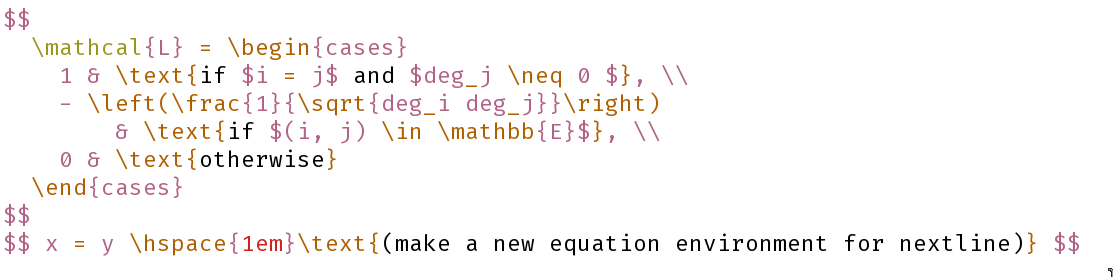 $$
  \mathcal{L} = \begin{cases}
    1 & \text{if $i = j$ and $deg_j \neq 0 $}, \\
    - \left(\frac{1}{\sqrt{deg_i deg_j}}\right)
        & \text{if $(i, j) \in \mathbb{E}$}, \\
    0 & \text{otherwise}
  \end{cases}
$$
$$ x = y \hspace{1em}\text{(make a new equation environment for nextline)} $$